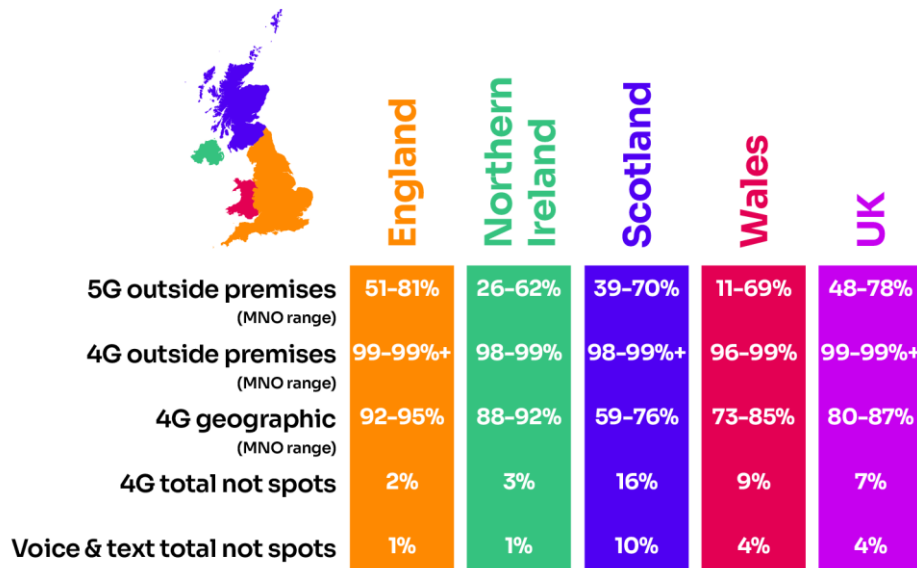 England
Northern
Ireland
Scotland
Wales
UK
5G outside premises 51-81% 26-62% 39-70% 11-69% 48-78%
(MNO range)
4G outside premises 99-99%+ 98-99% 98-99%+ 96-99% 99-99%+
(MNO range)
4G geographic 92-95% 88-92% 59-76% 73-85% 80-87%
(MNO range)
4G total not spots 2% 3% 16% 9% 7%
Voice & text total not spots 1% 1% 10% 4% 4%